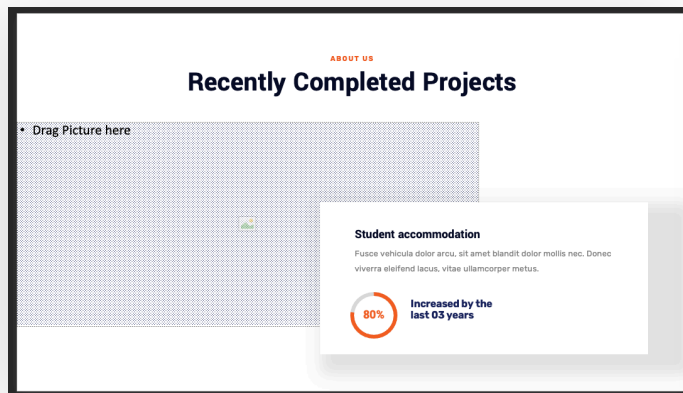 ABOUT US
Recently Completed Projects
• Drag Picture here
Student accommodation
Fusce vehicula dolor arcu, sit amet blandit dolor mollis nec. Donec
viverra eleifend lacus, vitae ullamcorper metus.
80%
Increased by the
last 03 years